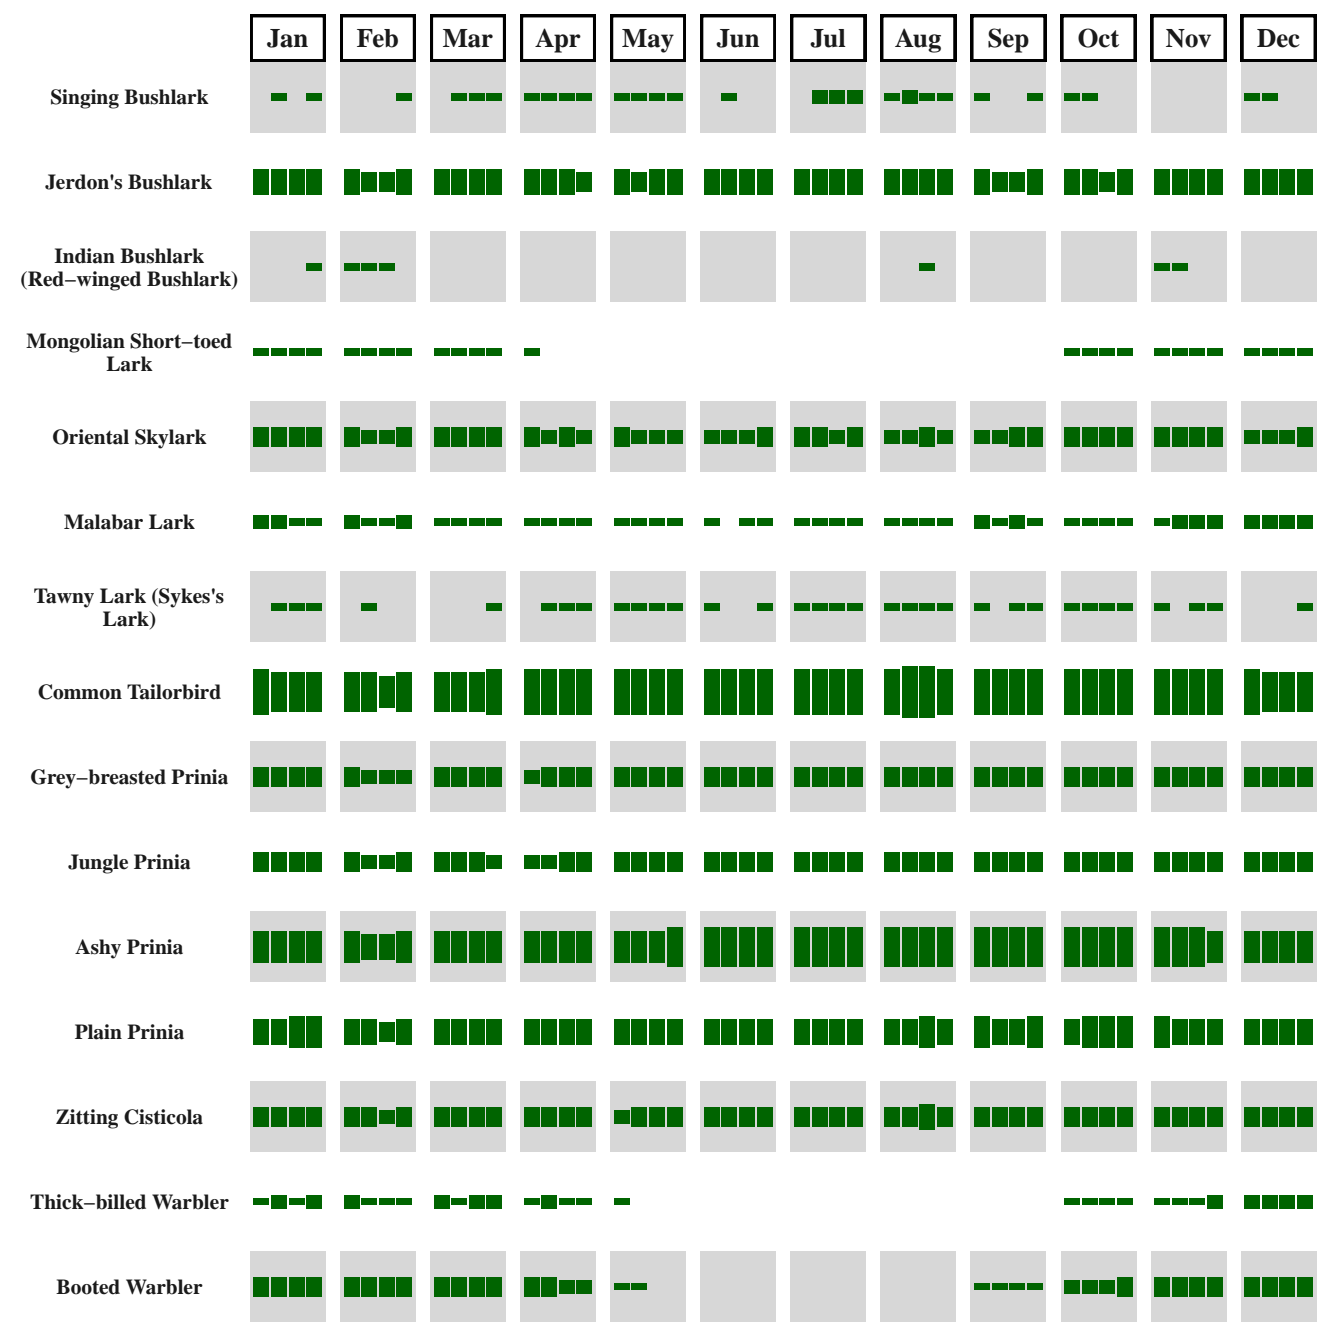 Jan Feb Mar Apr May Jun Jul Aug Sep Oct Nov Dec
Singing Bushlark
Jerdon's Bushlark
Indian Bushlark
(Red−winged Bushlark)
Mongolian Short−toed
Lark
Oriental Skylark
Malabar Lark
Tawny Lark (Sykes's
Lark)
Common Tailorbird
Grey−breasted Prinia
Jungle Prinia
Ashy Prinia
Plain Prinia
Zitting Cisticola
Thick−billed Warbler
Booted Warbler